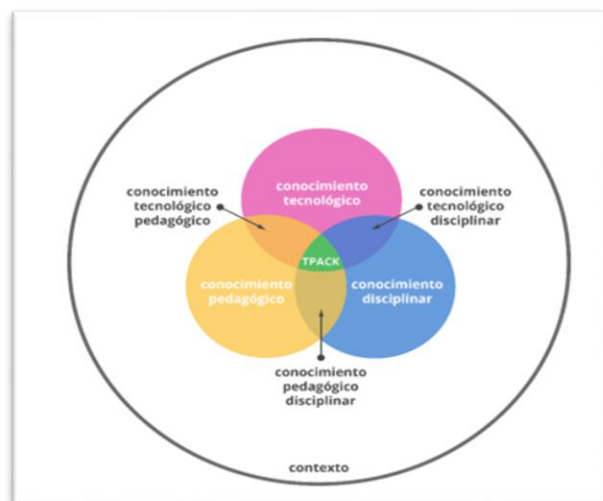 conocimiento
tecnológico
conocimiento
tecnológico
pedagógico
conocimiento
tecnológico
disciplinar
TPACK
conocimiento
pedagógico
conocimiento
disciplinar
conocimiento
pedagógico
disciplinar
contexto